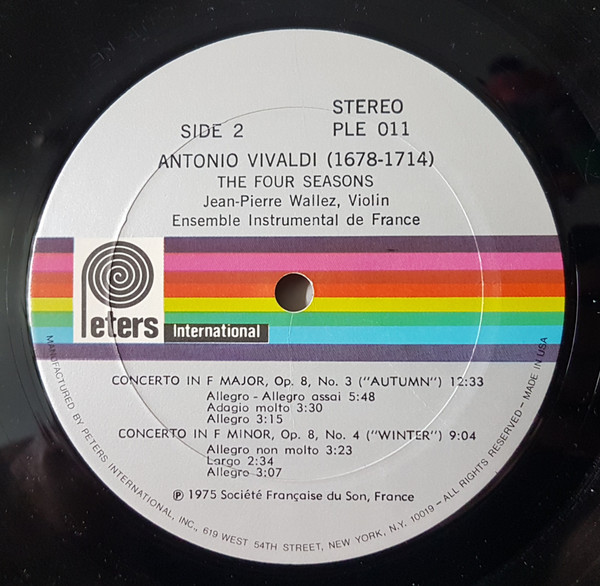 STEREO
SIDE 2 PLE 011
ANTONIO VIVALDI (1678-1714)
THE FOUR SEASONS
Jean-Pierre Wallez, Violin
Ensemble Instrumental de France
Peters International
CONCERTO IN F MAJOR, Op. 8, No. 3 ("AUTUMN") 12:33
Allegro - Allegro assai 5:48
Adagio molto 3:30
Allegro 3:15
CONCERTO IN F MINOR, Op. 8, No. 4 ("WINTER") 9:04
Allegro non molto 3:23
Largo 2:34
Allegro 3:07
℗ 1975 Société Française du Son, France
MANUFACTURED BY PETERS INTERNATIONAL, INC., 619 WEST 54TH STREET, NEW YORK, N.Y. 10019 – ALL RIGHTS RESERVED – MADE IN USA